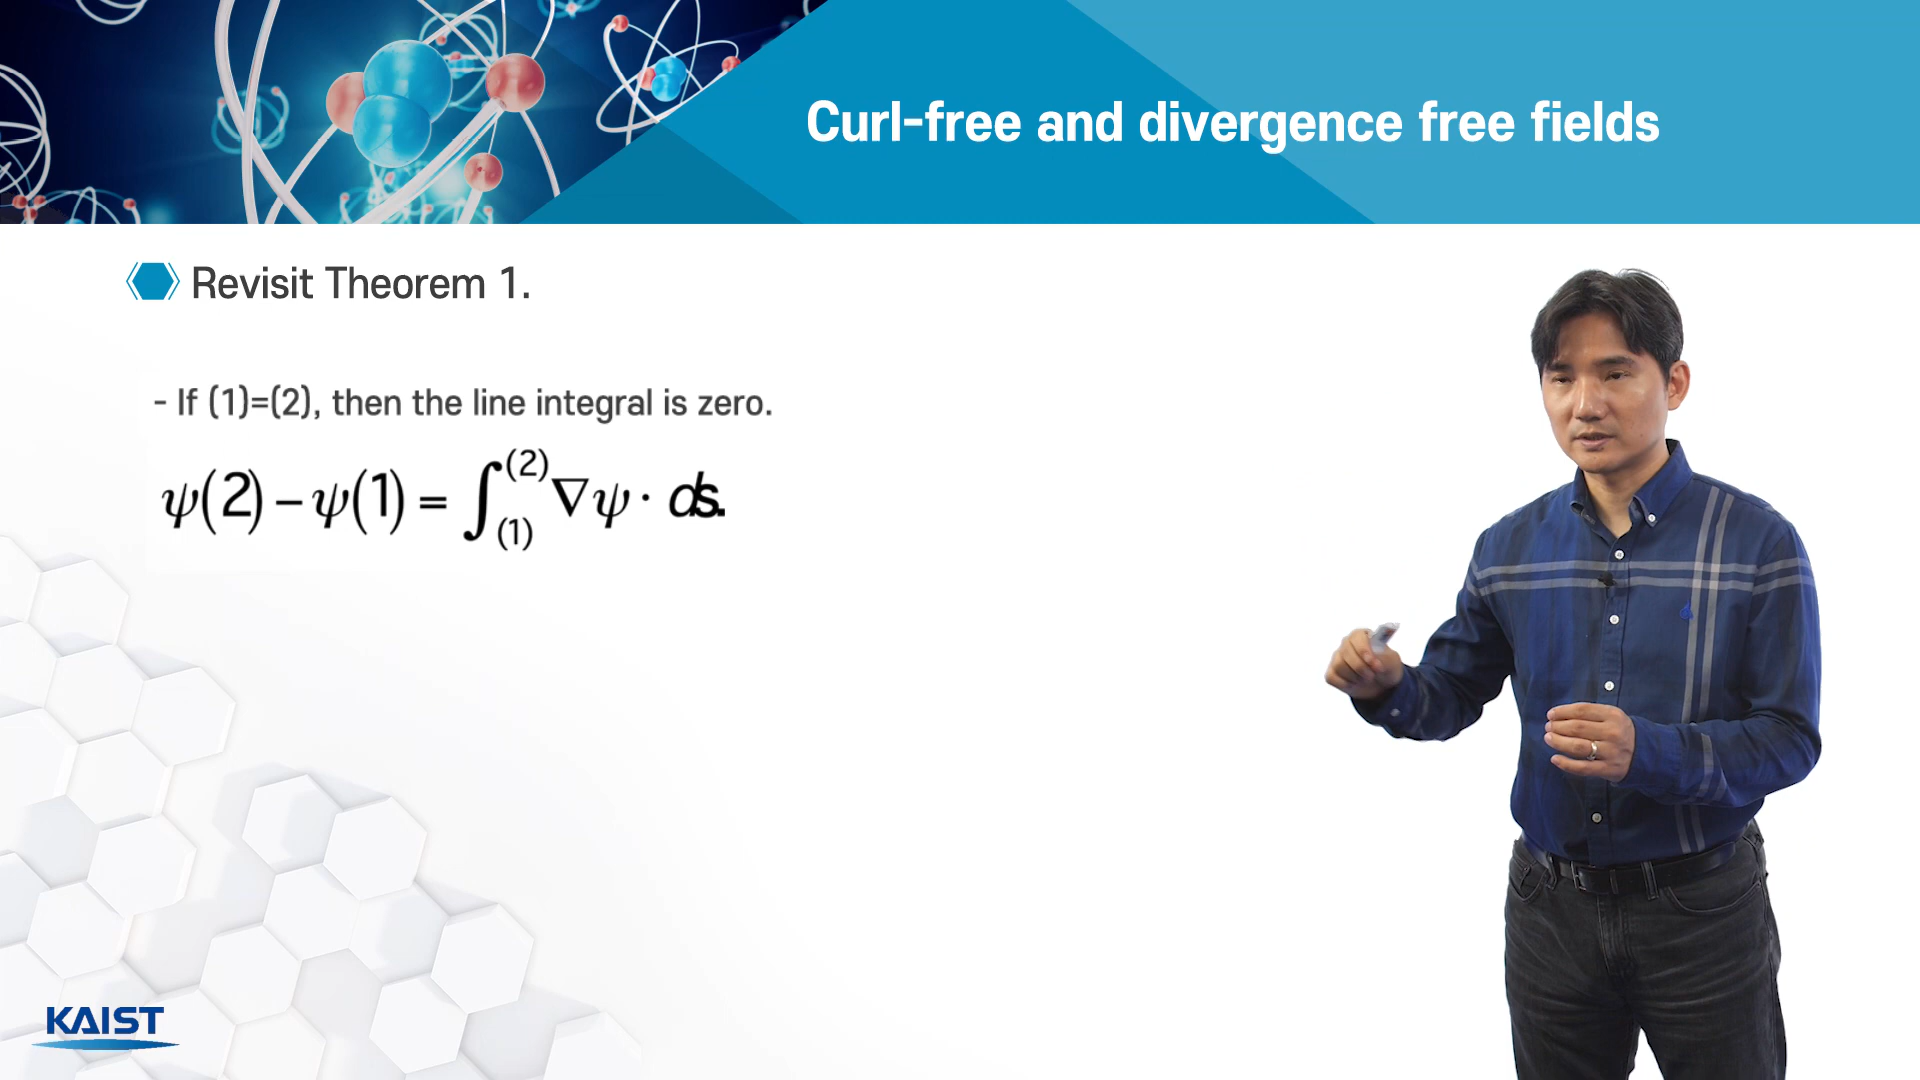 Curl-free and divergence free fields
Revisit Theorem 1.
- If (1)=(2), then the line integral is zero.
ψ(2) – ψ(1) = ∫₍₁₎⁽²⁾ ∇ψ · ds.
KAIST